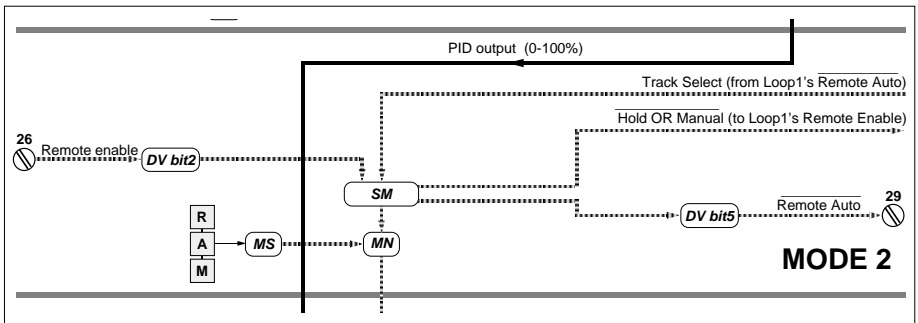 PID output (0-100%)
Track Select (from Loop1's Remote Auto)
Hold OR Manual (to Loop1's Remote Enable)
26
Remote enable
DV bit2
SM
29
Remote Auto
DV bit5
R
A
M
MS
MN
MODE 2